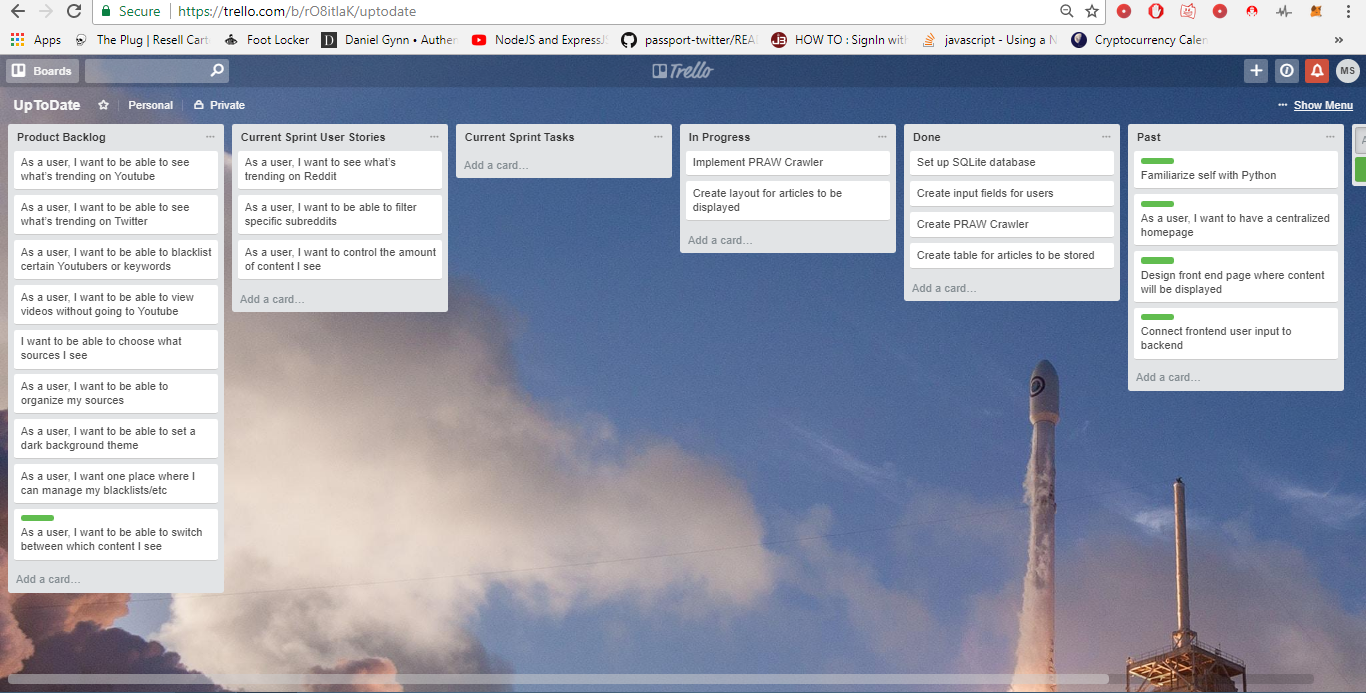 Secure https://trello.com/b/rO8itlaK/uptodate
Apps The Plug | Resell Cart Foot Locker Daniel Gynn • Authen NodeJS and ExpressJS passport-twitter/REA HOW TO : SignIn with javascript - Using a N Cryptocurrency Calen »
Boards Trello MS
UpToDate Personal Private ... Show Menu
Product Backlog
As a user, I want to be able to see
what's trending on Youtube
As a user, I want to be able to see
what's trending on Twitter
As a user, I want to be able to blacklist
certain Youtubers or keywords
As a user, I want to be able to view
videos without going to Youtube
I want to be able to choose what
sources I see
As a user, I want to be able to
organize my sources
As a user, I want to be able to set a
dark background theme
As a user, I want one place where I
can manage my blacklists/etc
As a user, I want to be able to switch
between which content I see
Add a card...
Current Sprint User Stories
As a user, I want to see what's
trending on Reddit
As a user, I want to be able to filter
specific subreddits
As a user, I want to control the amount
of content I see
Add a card...
Current Sprint Tasks
Add a card...
In Progress
Implement PRAW Crawler
Create layout for articles to be
displayed
Add a card...
Done
Set up SQLite database
Create input fields for users
Create PRAW Crawler
Create table for articles to be stored
Add a card...
Past
Familiarize self with Python
As a user, I want to have a centralized
homepage
Design front end page where content
will be displayed
Connect frontend user input to
backend
Add a card...